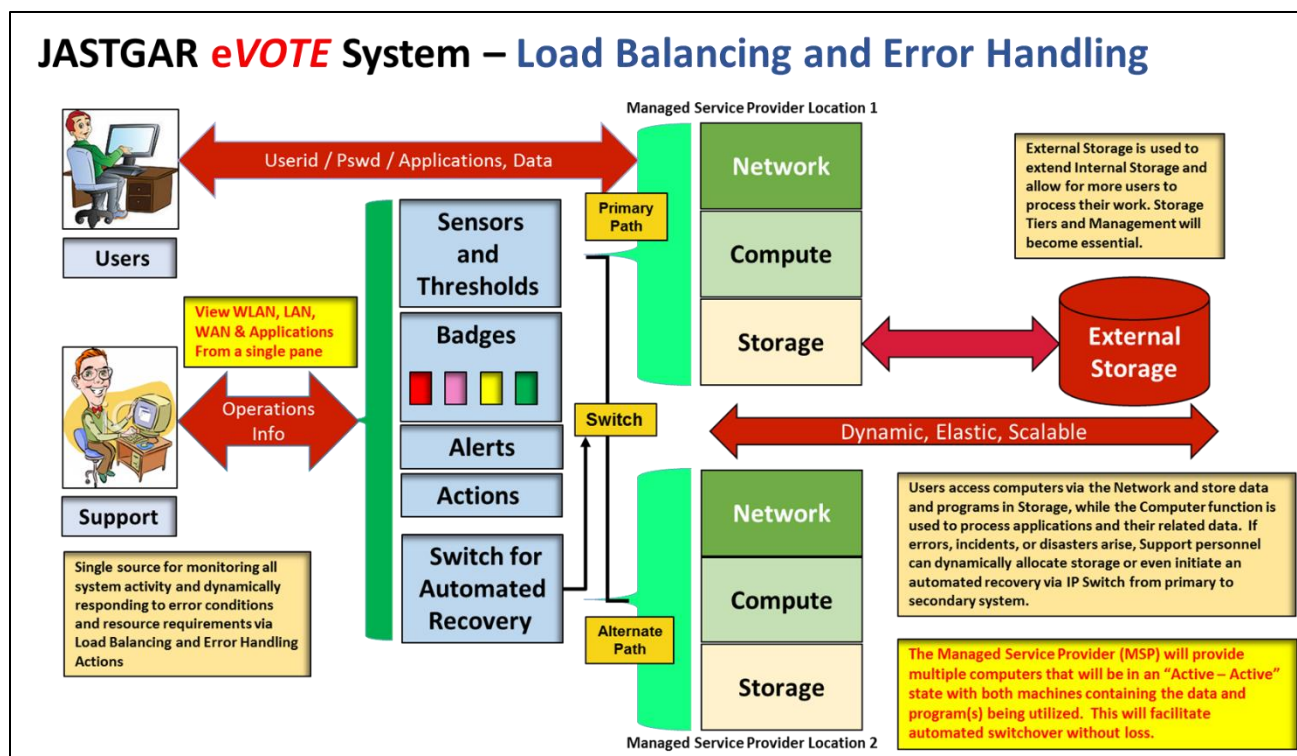 JASTGAR eVOTE System – Load Balancing and Error Handling
Managed Service Provider Location 1
Userid / Pswd / Applications, Data
Users
Primary
Path
Network
Compute
Storage
External Storage is used to
extend Internal Storage and
allow for more users to
process their work. Storage
Tiers and Management will
become essential.
External
Storage
Sensors
and
Thresholds
Badges
Alerts
Actions
Switch for
Automated
Recovery
View WLAN, LAN,
WAN & Applications
From a single pane
Operations
Info
Support
Single source for monitoring all
system activity and dynamically
responding to error conditions
and resource requirements via
Load Balancing and Error Handling
Actions
Switch
Dynamic, Elastic, Scalable
Alternate
Path
Network
Compute
Storage
Managed Service Provider Location 2
Users access computers via the Network and store data
and programs in Storage, while the Computer function is
used to process applications and their related data. If
errors, incidents, or disasters arise, Support personnel
can dynamically allocate storage or even initiate an
automated recovery via IP Switch from primary to
secondary system.
The Managed Service Provider (MSP) will provide
multiple computers that will be in an “Active – Active”
state with both machines containing the data and
program(s) being utilized. This will facilitate
automated switchover without loss.